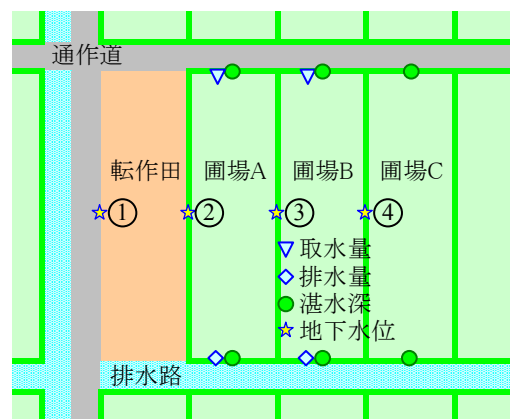 通作道
転作田
圃場A
圃場B
圃場C
①
②
③
④
取水量
排水量
湛水深
地下水位
排水路